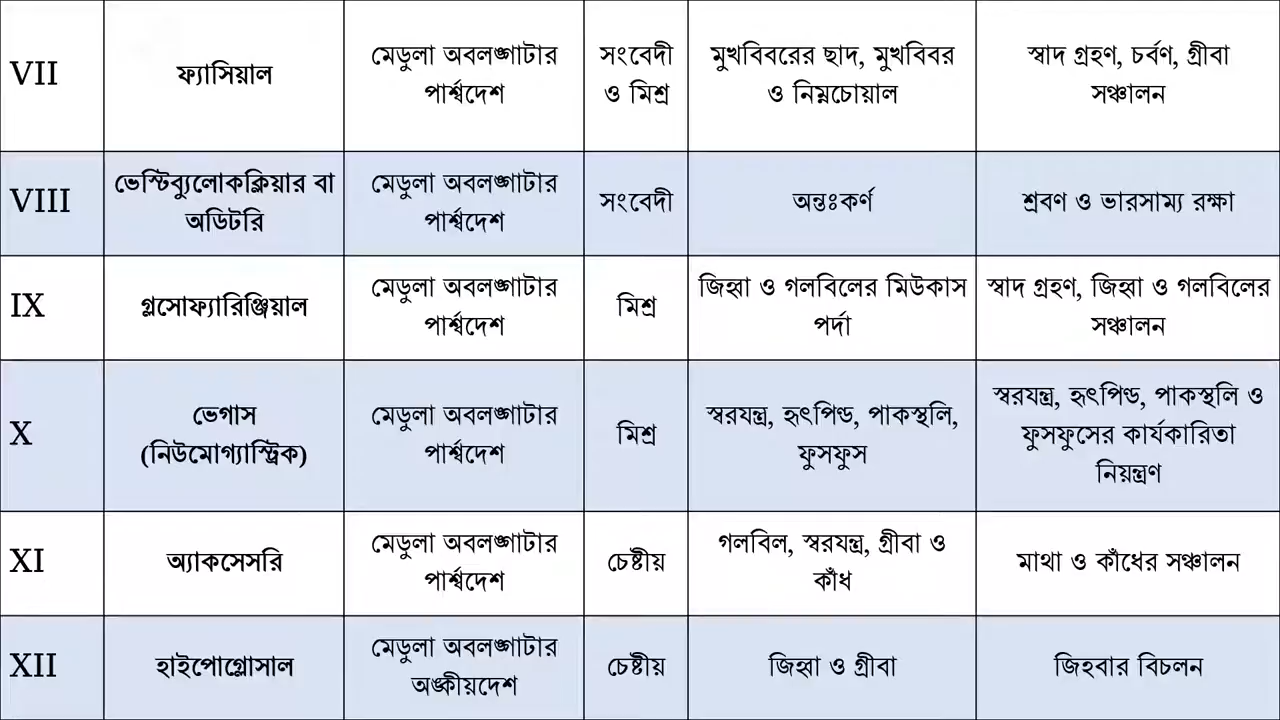 VII
ফ্যাসিয়াল
মেডুলা অবলঙ্গাটার
পার্শ্বদেশ
সংবেদী
ও মিশ্র
মুখবিবরের ছাদ, মুখবিবর
ও নিম্নচোয়াল
স্বাদ গ্রহণ, চর্বণ, গ্রীবা
সঞ্চালন
VIII
ভেস্টিব্যুলোকক্লিয়ার বা
অডিটরি
মেডুলা অবলঙ্গাটার
পার্শ্বদেশ
সংবেদী
অন্তঃকর্ণ
শ্রবণ ও ভারসাম্য রক্ষা
IX
গ্লসোফ্যারিঞ্জিয়াল
মেডুলা অবলঙ্গাটার
পার্শ্বদেশ
মিশ্র
জিহ্বা ও গলবিলের মিউকাস
পর্দা
স্বাদ গ্রহণ, জিহ্বা ও গলবিলের
সঞ্চালন
X
ভেগাস
(নিউমোগ্যাস্ট্রিক)
মেডুলা অবলঙ্গাটার
পার্শ্বদেশ
মিশ্র
স্বরযন্ত্র, হৃৎপিণ্ড, পাকস্থলি,
ফুসফুস
স্বরযন্ত্র, হৃৎপিণ্ড, পাকস্থলি ও
ফুসফুসের কার্যকারিতা
নিয়ন্ত্রণ
XI
অ্যাকসেসরি
মেডুলা অবলঙ্গাটার
পার্শ্বদেশ
চেষ্টীয়
গলবিল, স্বরযন্ত্র, গ্রীবা ও
কাঁধ
মাথা ও কাঁধের সঞ্চালন
XII
হাইপোগ্লোসাল
মেডুলা অবলঙ্গাটার
অঙ্কীয়দেশ
চেষ্টীয়
জিহ্বা ও গ্রীবা
জিহবার বিচলন